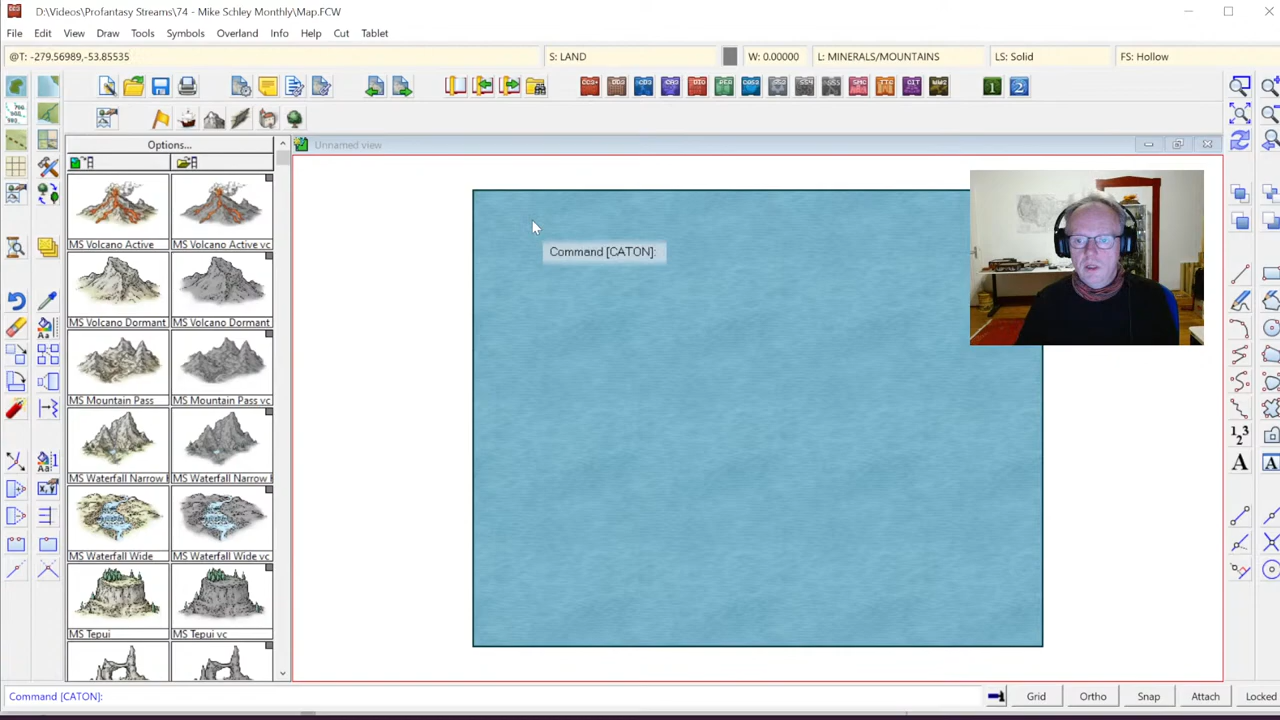 D:\Videos\Profantasy Streams\74 - Mike Schley Monthly\Map.FCW
File Edit View Draw Tools Symbols Overland Info Help Cut Tablet
@T: -279.56989,-53.85535 S: LAND W: 0.00000 L: MINERALS/MOUNTAINS LS: Solid FS: Hollow
Options...
Unnamed view
MS Volcano Active MS Volcano Active vc
MS Volcano Dormant MS Volcano Dormant
MS Mountain Pass MS Mountain Pass vc
MS Waterfall Narrow MS Waterfall Narrow
MS Waterfall Wide MS Waterfall Wide vc
MS Tepui MS Tepui vc
Command [CATON]:
Command [CATON]: Grid Ortho Snap Attach Locked